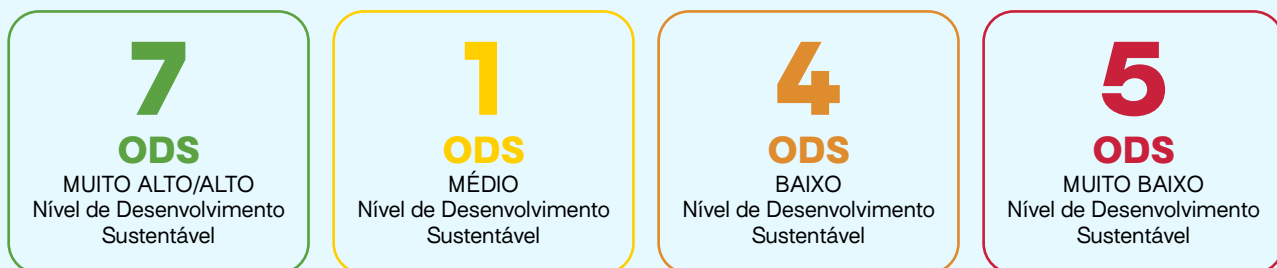 7
ODS
MUITO ALTO/ALTO
Nível de Desenvolvimento
Sustentável
1
ODS
MÉDIO
Nível de Desenvolvimento
Sustentável
4
ODS
BAIXO
Nível de Desenvolvimento
Sustentável
5
ODS
MUITO BAIXO
Nível de Desenvolvimento
Sustentável